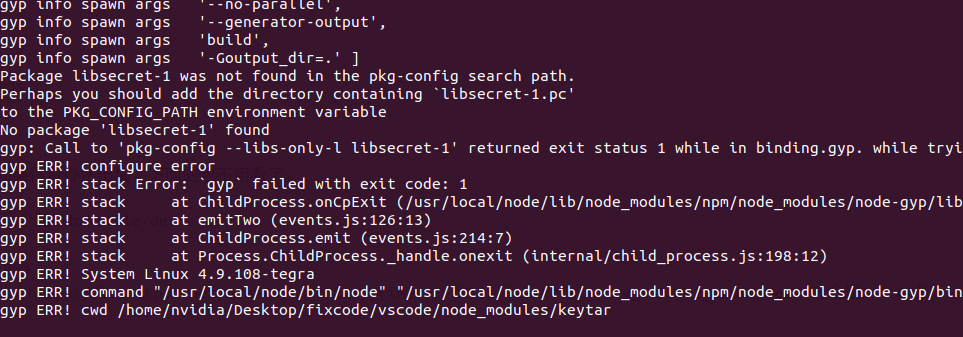 gyp info spawn args   '--no-parallel',
gyp info spawn args   '--generator-output',
gyp info spawn args   'build',
gyp info spawn args   '-Goutput_dir=.' ]
Package libsecret-1 was not found in the pkg-config search path.
Perhaps you should add the directory containing `libsecret-1.pc'
to the PKG_CONFIG_PATH environment variable
No package 'libsecret-1' found
gyp: Call to 'pkg-config --libs-only-l libsecret-1' returned exit status 1 while in binding.gyp. while tryi
gyp ERR! configure error
gyp ERR! stack Error: `gyp` failed with exit code: 1
gyp ERR! stack     at ChildProcess.onCpExit (/usr/local/node/lib/node_modules/npm/node_modules/node-gyp/lib
gyp ERR! stack     at emitTwo (events.js:126:13)
gyp ERR! stack     at ChildProcess.emit (events.js:214:7)
gyp ERR! stack     at Process.ChildProcess._handle.onexit (internal/child_process.js:198:12)
gyp ERR! System Linux 4.9.108-tegra
gyp ERR! command "/usr/local/node/bin/node" "/usr/local/node/lib/node_modules/npm/node_modules/node-gyp/bin
gyp ERR! cwd /home/nvidia/Desktop/fixcode/vscode/node_modules/keytar